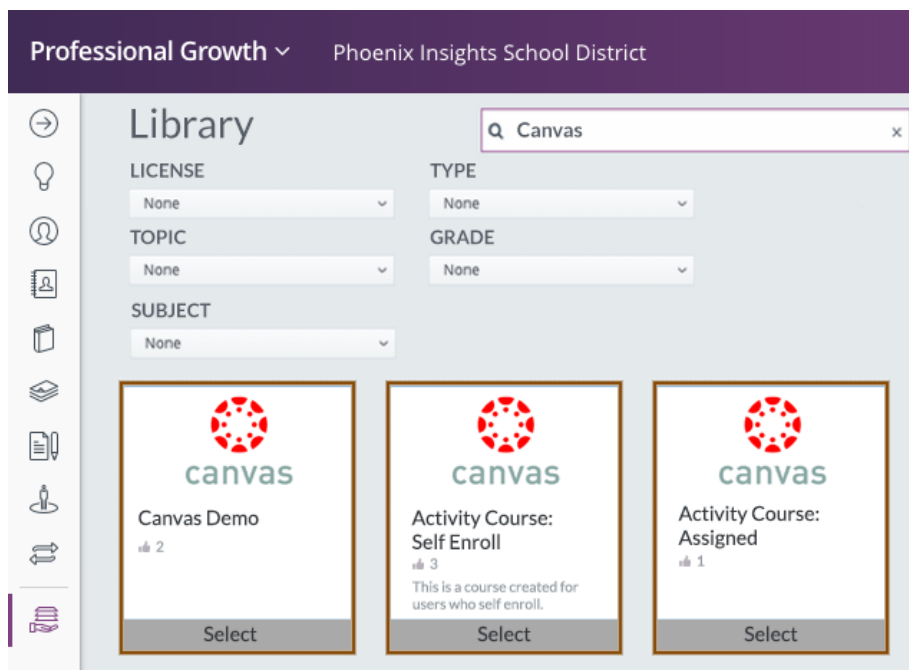 Professional Growth
Phoenix Insights School District
Library
Canvas
LICENSE
TYPE
None
None
TOPIC
GRADE
None
None
SUBJECT
None
canvas
Canvas Demo
2
Select
canvas
Activity Course:
Self Enroll
3
This is a course created for
users who self enroll.
Select
canvas
Activity Course:
Assigned
1
Select